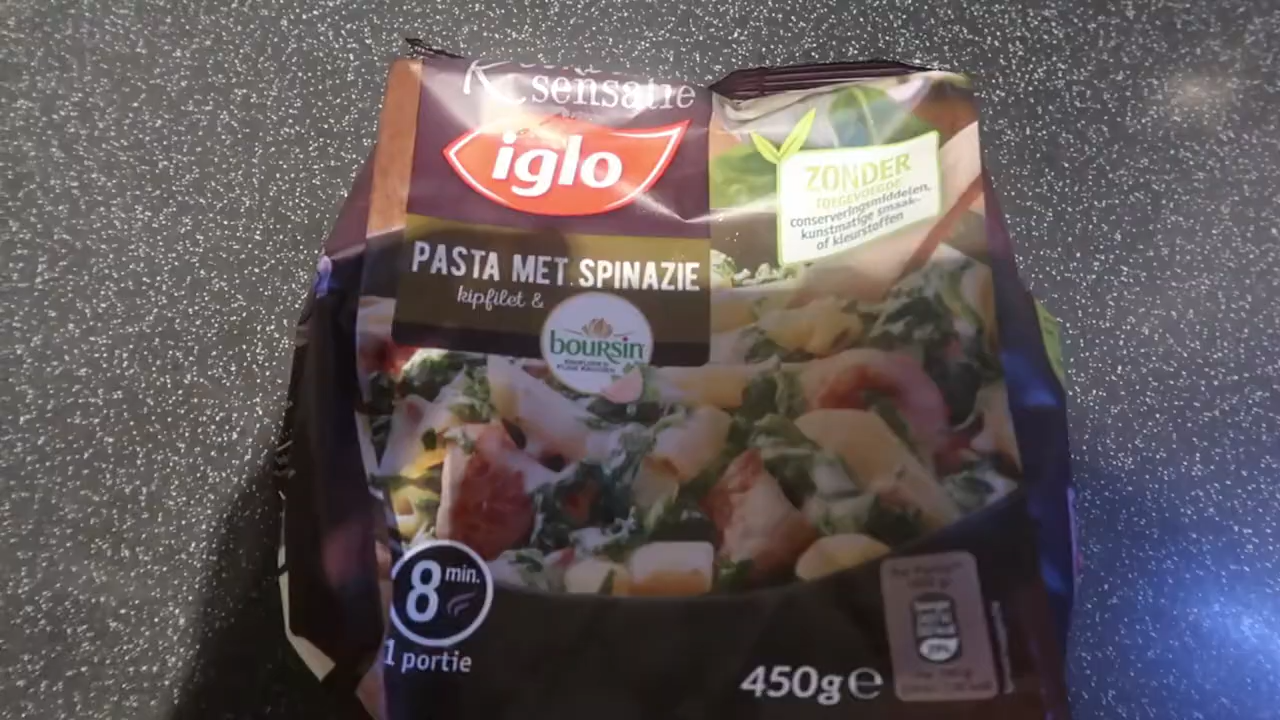 sensatie
iglo
ZONDER
TOEGEVOEGDE
conserveringsmiddelen,
kunstmatige smaak-
of kleurstoffen
PASTA MET SPINAZIE
kipfilet &
boursin
8 min.
1 portie
450g e